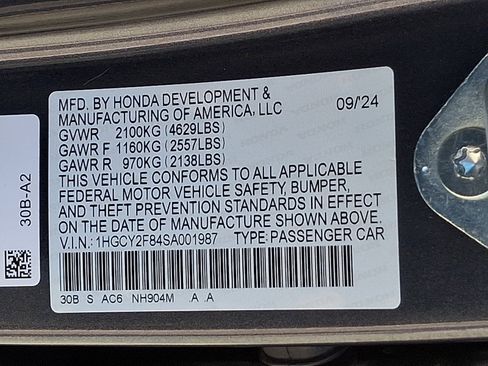 MFD. BY HONDA DEVELOPMENT &
MANUFACTURING OF AMERICA, LLC 09/24
GVWR 2100KG (4629LBS)
GAWR F 1160KG (2557LBS)
GAWR R 970KG (2138LBS)
THIS VEHICLE CONFORMS TO ALL APPLICABLE
FEDERAL MOTOR VEHICLE SAFETY, BUMPER,
AND THEFT PREVENTION STANDARDS IN EFFECT
ON THE DATE OF MANUFACTURE SHOWN ABOVE.
V.I.N.: 1HGCY2F84SA001987 TYPE: PASSENGER CAR
30B S AC6 NH904M .A .A
30B-A2